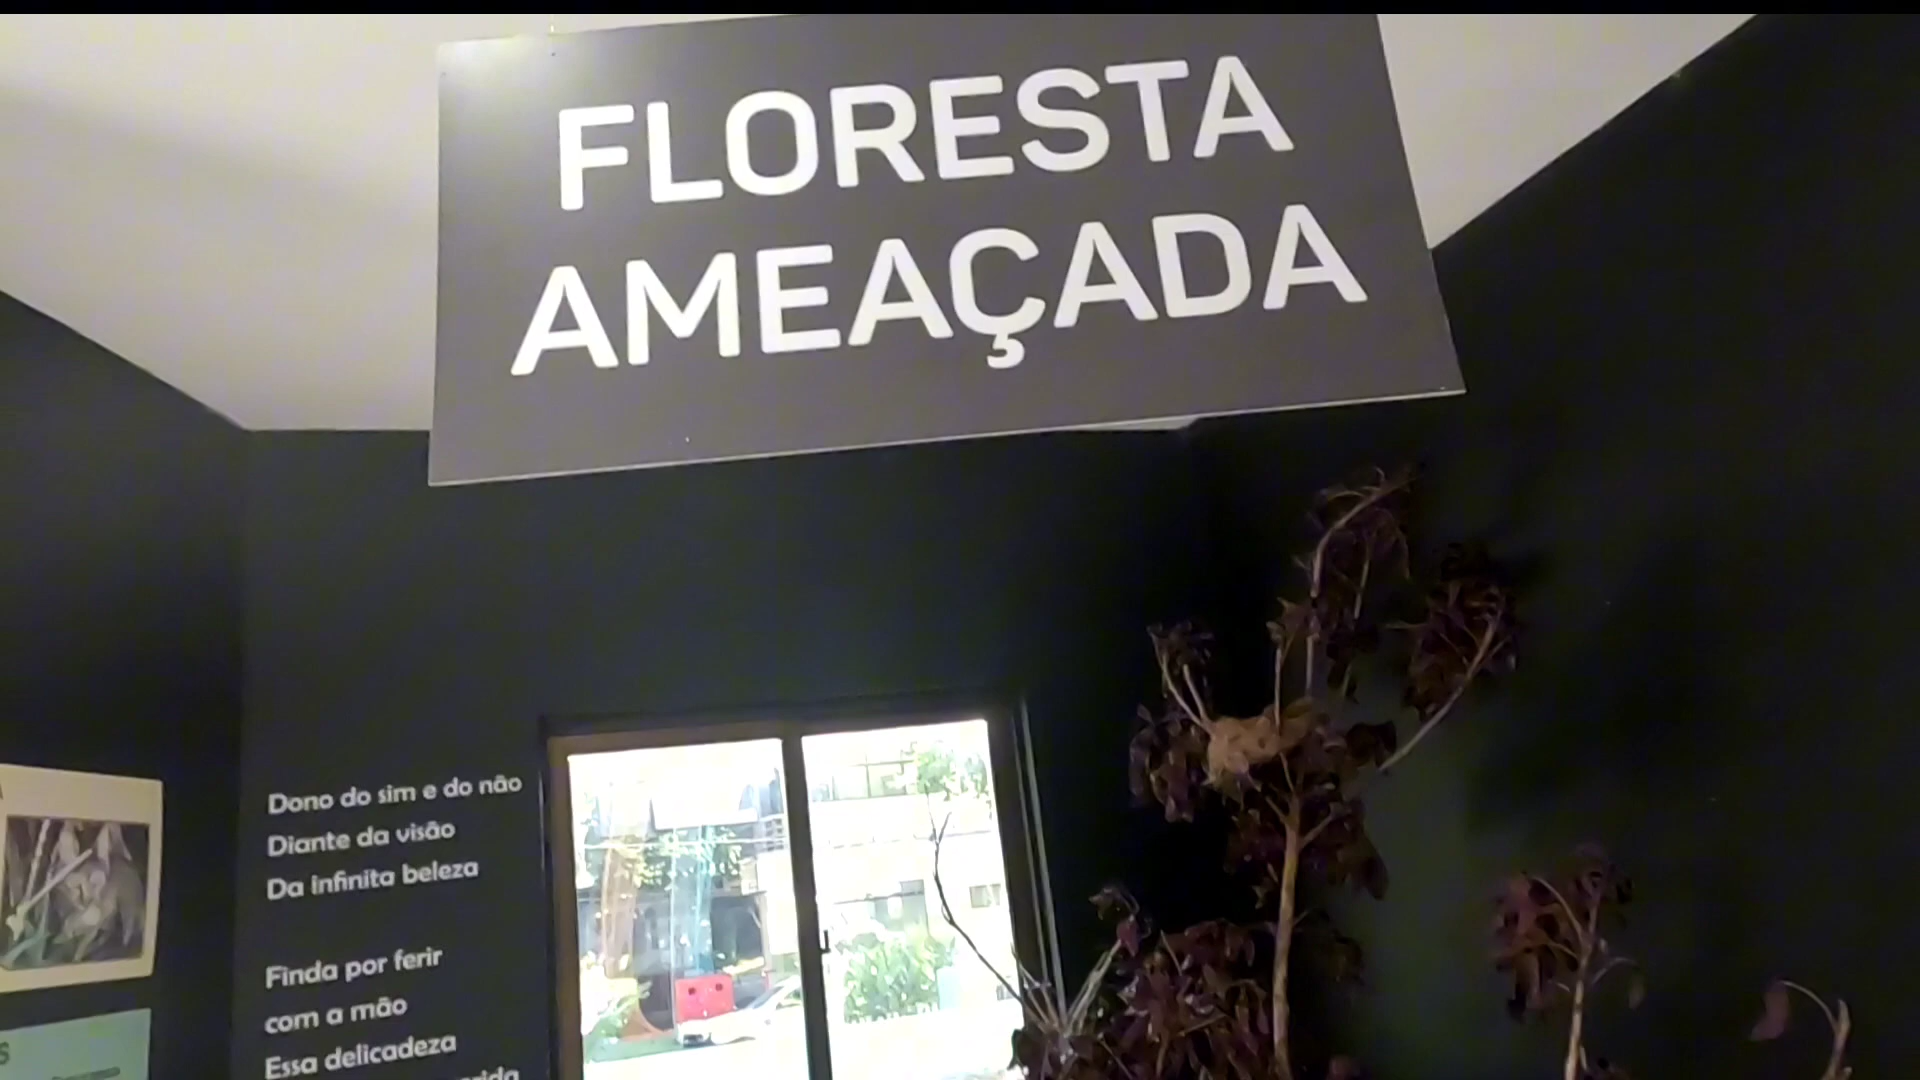 FLORESTA
AMEAÇADA
Dono do sim e do não
Diante da visão
Da infinita beleza
Finda por ferir
com a mão
Essa delicadeza